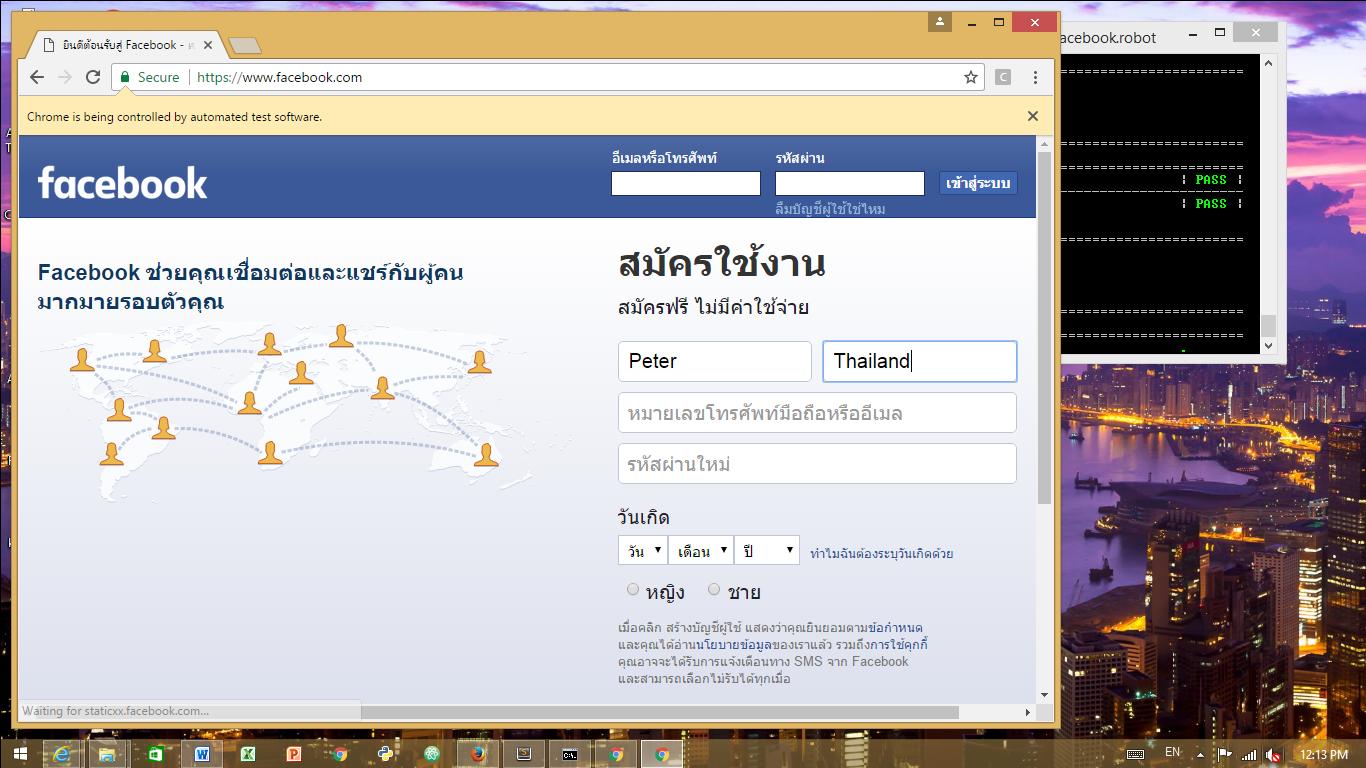 ยินดีต้อนรับสู่ Facebook -
acebook.robot
Secure
https://www.facebook.com
C
Chrome is being controlled by automated test software.
facebook
อีเมลหรือโทรศัพท์
รหัสผ่าน
เข้าสู่ระบบ
ลืมบัญชีผู้ใช้ใช่ไหม
Facebook ช่วยคุณเชื่อมต่อและแชร์กับผู้คน
มากมายรอบตัวคุณ
สมัครใช้งาน
สมัครฟรี ไม่มีค่าใช้จ่าย
Peter
Thailand
หมายเลขโทรศัพท์มือถือหรืออีเมล
รหัสผ่านใหม่
วันเกิด
วัน
เดือน
ปี
ทำไมฉันต้องระบุวันเกิดด้วย
หญิง
ชาย
เมื่อคลิก สร้างบัญชีผู้ใช้ แสดงว่าคุณยินยอมตามข้อกำหนด
และคุณได้อ่านนโยบายข้อมูลของเราแล้ว รวมถึงการใช้คุกกี้
คุณอาจจะได้รับการแจ้งเตือนทาง SMS จาก Facebook
และสามารถเลือกไม่รับได้ทุกเมื่อ
Waiting for staticxx.facebook.com...
| PASS |
| PASS |
EN
12:13 PM